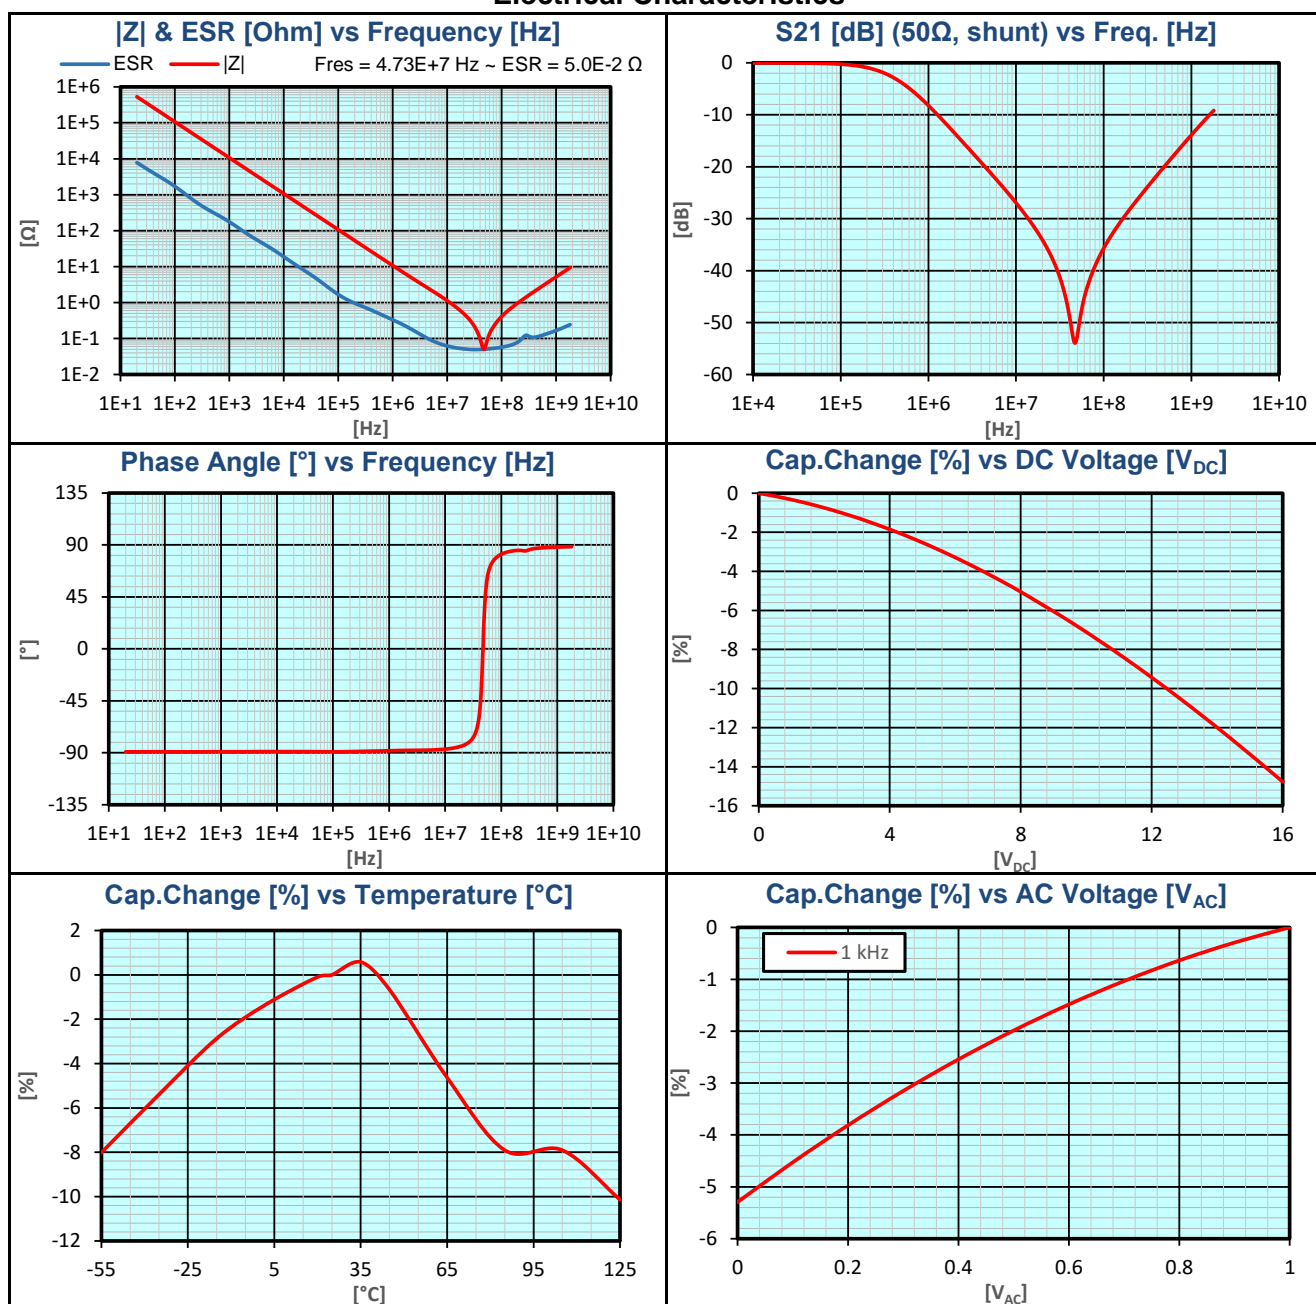 Electrical Characteristics
|Z| & ESR [Ohm] vs Frequency [Hz]
ESR |Z| Fres = 4.73E+7 Hz ~ ESR = 5.0E-2 Ω
1E+6
1E+5
1E+4
1E+3
1E+2
1E+1
1E+0
1E-1
1E-2
[Ω]
1E+1 1E+2 1E+3 1E+4 1E+5 1E+6 1E+7 1E+8 1E+9 1E+10
[Hz]
S21 [dB] (50Ω, shunt) vs Freq. [Hz]
0
-10
-20
-30
-40
-50
-60
[dB]
1E+4 1E+5 1E+6 1E+7 1E+8 1E+9 1E+10
[Hz]
Phase Angle [°] vs Frequency [Hz]
135
90
45
0
-45
-90
-135
[°]
1E+1 1E+2 1E+3 1E+4 1E+5 1E+6 1E+7 1E+8 1E+9 1E+10
[Hz]
Cap.Change [%] vs DC Voltage [VDC]
0
-2
-4
-6
-8
-10
-12
-14
-16
[%]
0 4 8 12 16
[VDC]
Cap.Change [%] vs Temperature [°C]
2
0
-2
-4
-6
-8
-10
-12
[%]
-55 -25 5 35 65 95 125
[°C]
Cap.Change [%] vs AC Voltage [VAC]
1 kHz
0
-1
-2
-3
-4
-5
-6
[%]
0 0.2 0.4 0.6 0.8 1
[VAC]